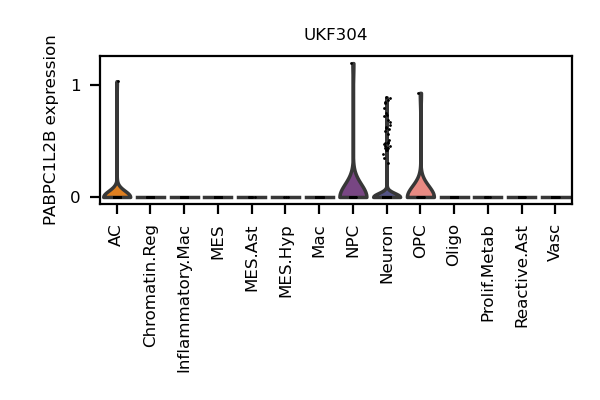 UKF304
PABPC1L2B expression
1
0
AC
Chromatin.Reg
Inflammatory.Mac
MES
MES.Ast
MES.Hyp
Mac
NPC
Neuron
OPC
Oligo
Prolif.Metab
Reactive.Ast
Vasc